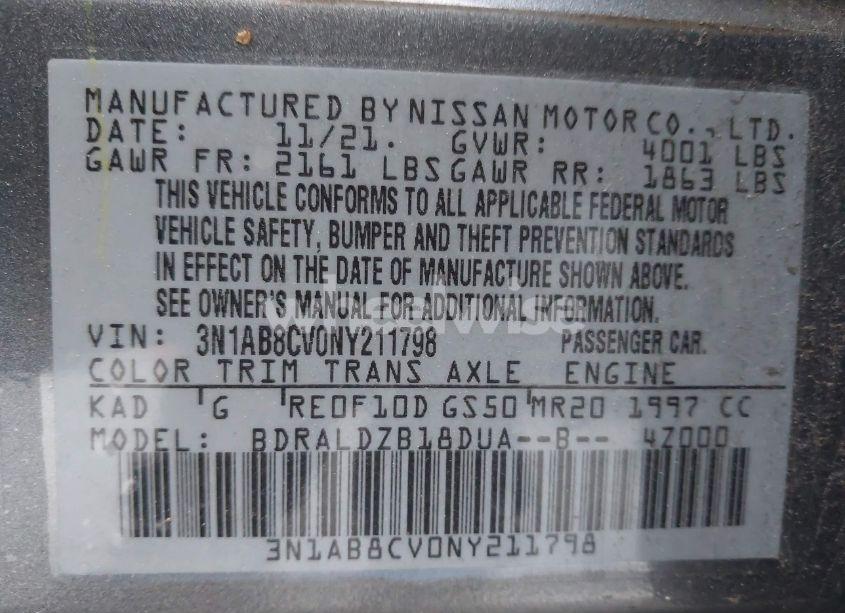 MANUFACTURED BY NISSAN MOTOR CO., LTD.
DATE: 11/21. GVWR: 4001 LBS
GAWR FR: 2161 LBS GAWR RR: 1863 LBS
THIS VEHICLE CONFORMS TO ALL APPLICABLE FEDERAL MOTOR
VEHICLE SAFETY, BUMPER AND THEFT PREVENTION STANDARDS
IN EFFECT ON THE DATE OF MANUFACTURE SHOWN ABOVE.
SEE OWNER'S MANUAL FOR ADDITIONAL INFORMATION.
VIN: 3N1AB8CV0NY211798 PASSENGER CAR.
COLOR TRIM TRANS AXLE ENGINE
KAD G RE0F10D GS50 MR20 1997 CC
MODEL: BDRALDZB18DUA--B-- 4Z000
3N1AB8CV0NY211798